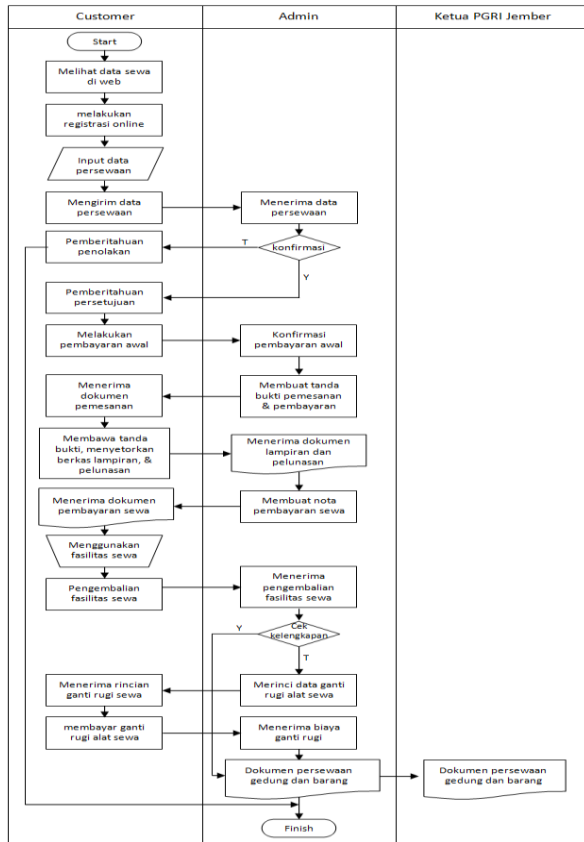 Customer
Admin
Ketua PGRI Jember
Start
Melihat data sewa
di web
melakukan
registrasi online
Input data
persewaan
Mengirim data
persewaan
Menerima data
persewaan
Pemberitahuan
penolakan
T
konfirmasi
Y
Pemberitahuan
persetujuan
Melakukan
pembayaran awal
Konfirmasi
pembayaran awal
Menerima
dokumen
pemesanan
Membuat tanda
bukti pemesanan
& pembayaran
Membawa tanda
bukti, menyetorkan
berkas lampiran, &
pelunasan
Menerima dokumen
lampiran dan
pelunasan
Menerima dokumen
pembayaran sewa
Membuat nota
pembayaran sewa
Menggunakan
fasilitas sewa
Pengembalian
fasilitas sewa
Menerima
pengembalian
fasilitas sewa
Y
Cek
kelengkapan
T
Menerima rincian
ganti rugi sewa
Merinci data ganti
rugi alat sewa
membayar ganti
rugi alat sewa
Menerima biaya
ganti rugi
Dokumen persewaan
gedung dan barang
Dokumen persewaan
gedung dan barang
Finish